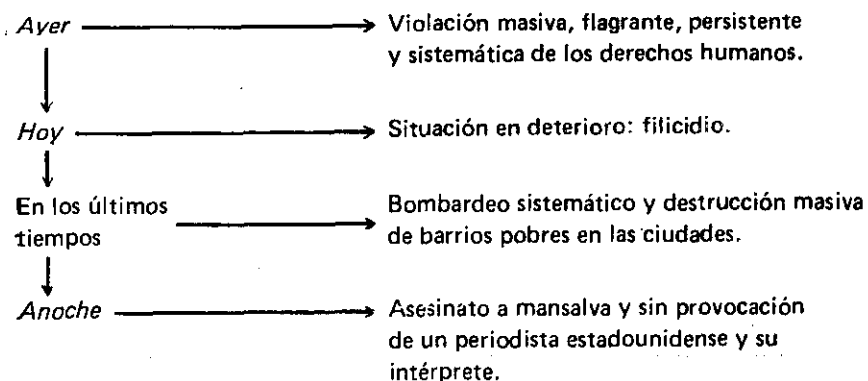 Ayer
Violación masiva, flagrante, persistente
y sistemática de los derechos humanos.
Hoy
Situación en deterioro: filicidio.
En los últimos
tiempos
Bombardeo sistemático y destrucción masiva
de barrios pobres en las ciudades.
Anoche
Asesinato a mansalva y sin provocación
de un periodista estadounidense y su
intérprete.